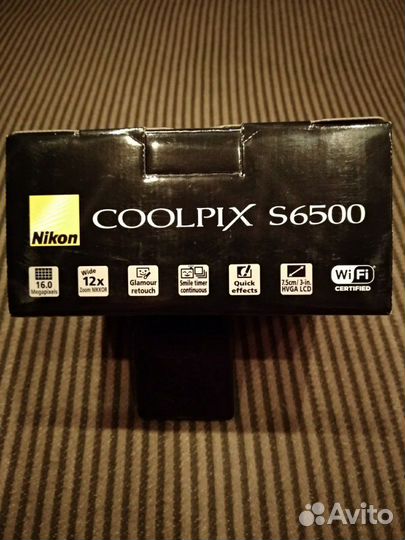 Nikon
COOLPIX S6500
16.0
Megapixels
Wide
12x
Zoom NIKKOR
Glamour
retouch
Smile timer
continuous
Quick
effects
7.5cm/3-in.
HVGA LCD
WiFi
CERTIFIED
Avito